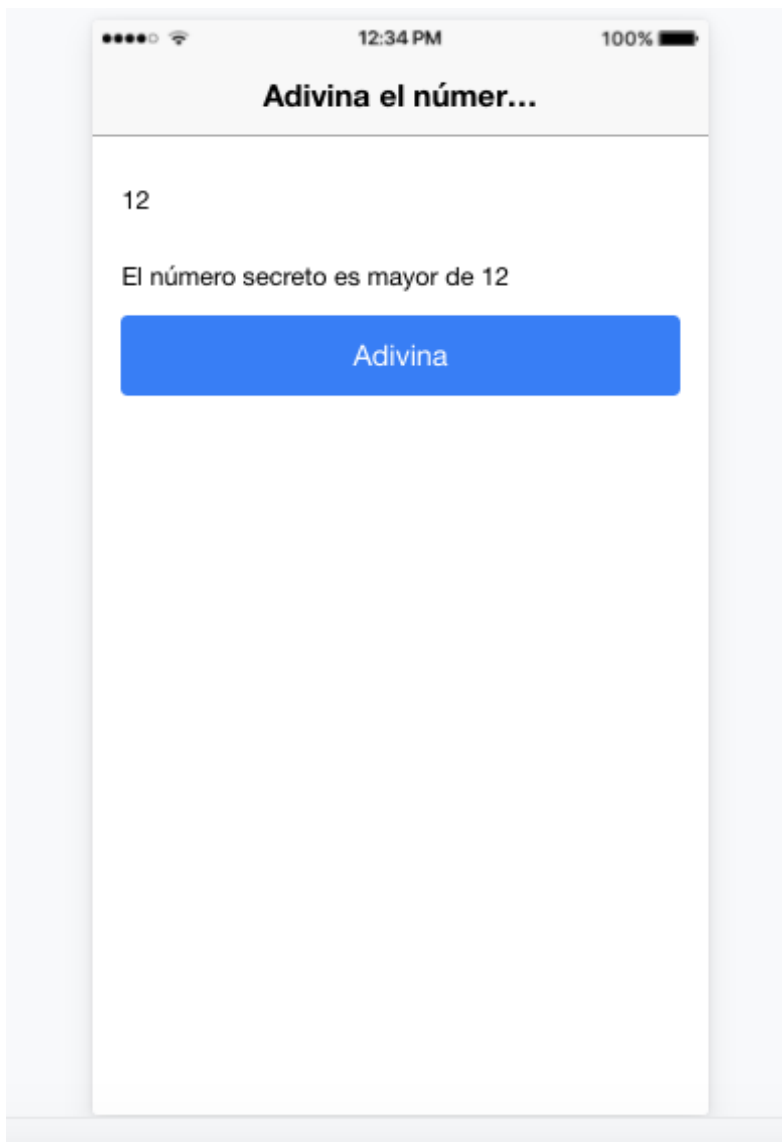 12:34 PM 100%
Adivina el númer...
12
El número secreto es mayor de 12
Adivina